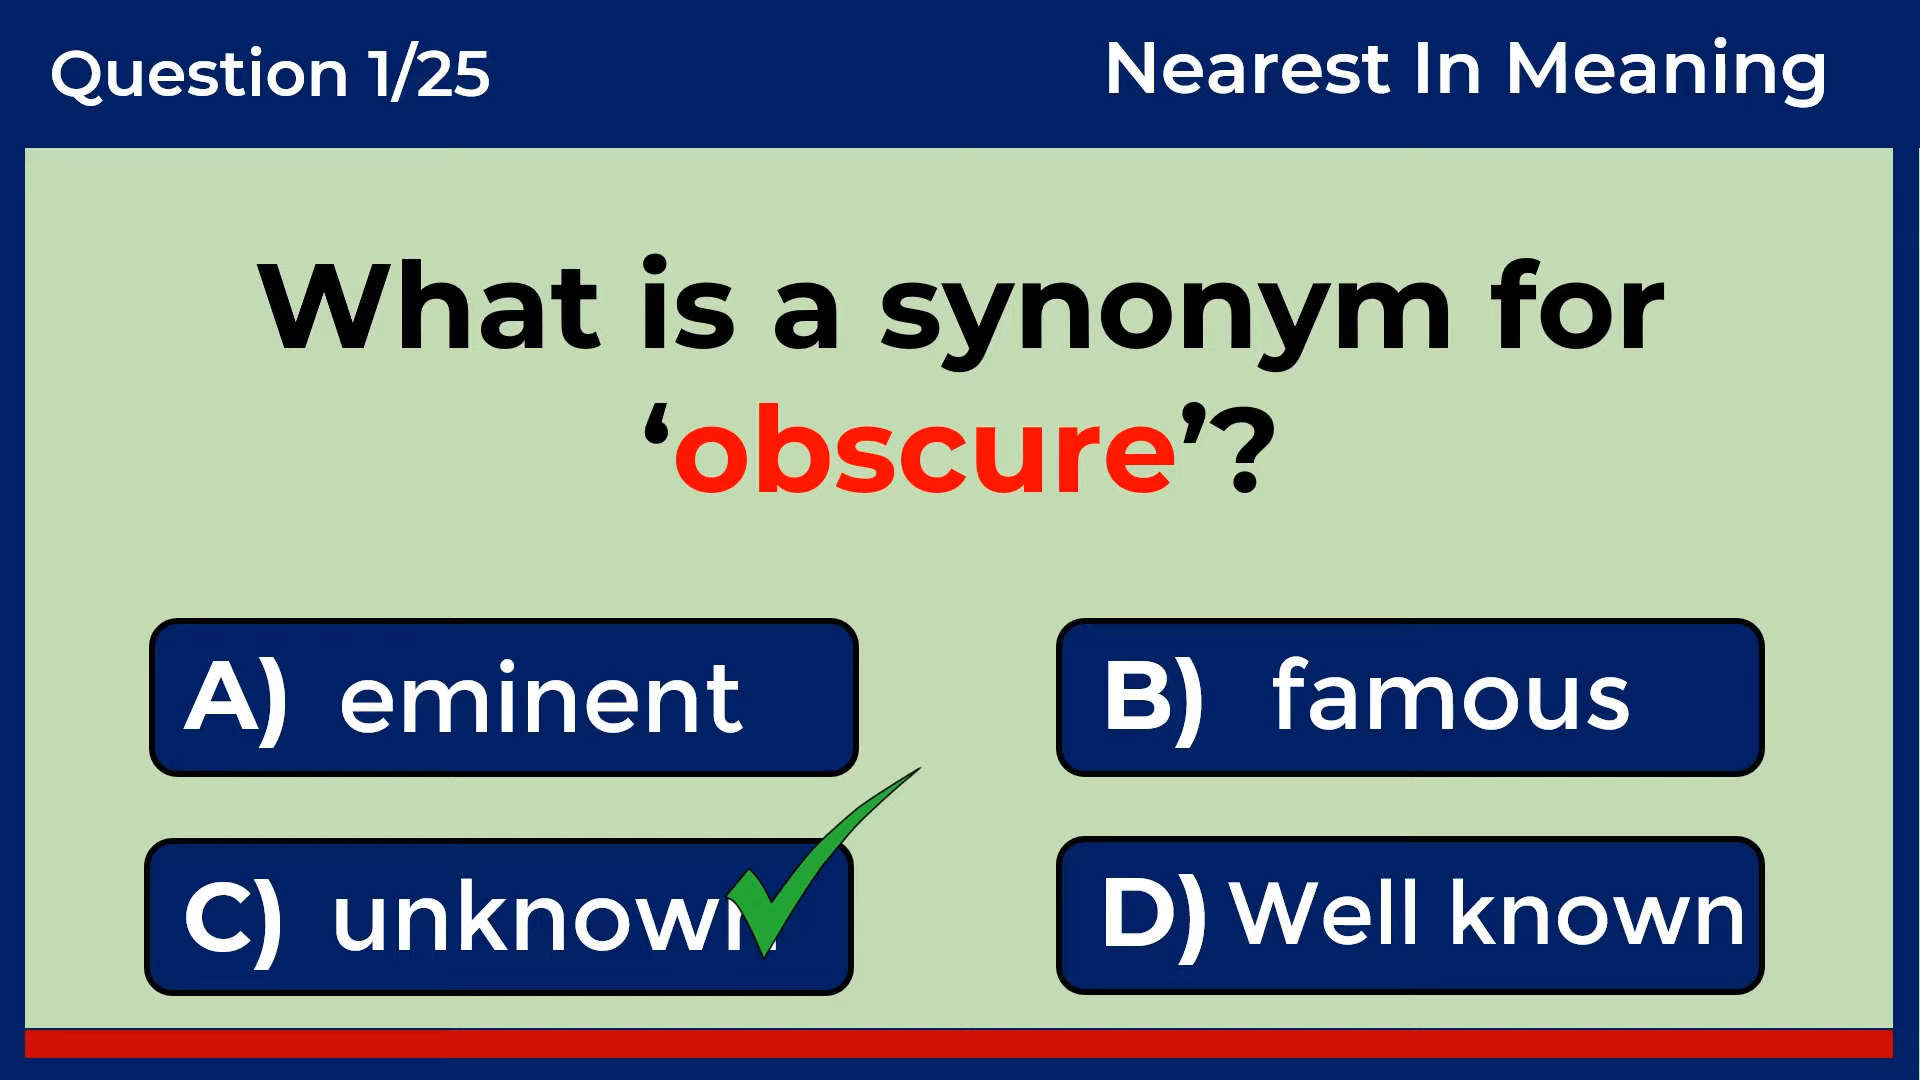 Question 1/25
Nearest In Meaning
What is a synonym for
‘obscure’?
A) eminent
B) famous
C) unknown
D) Well known